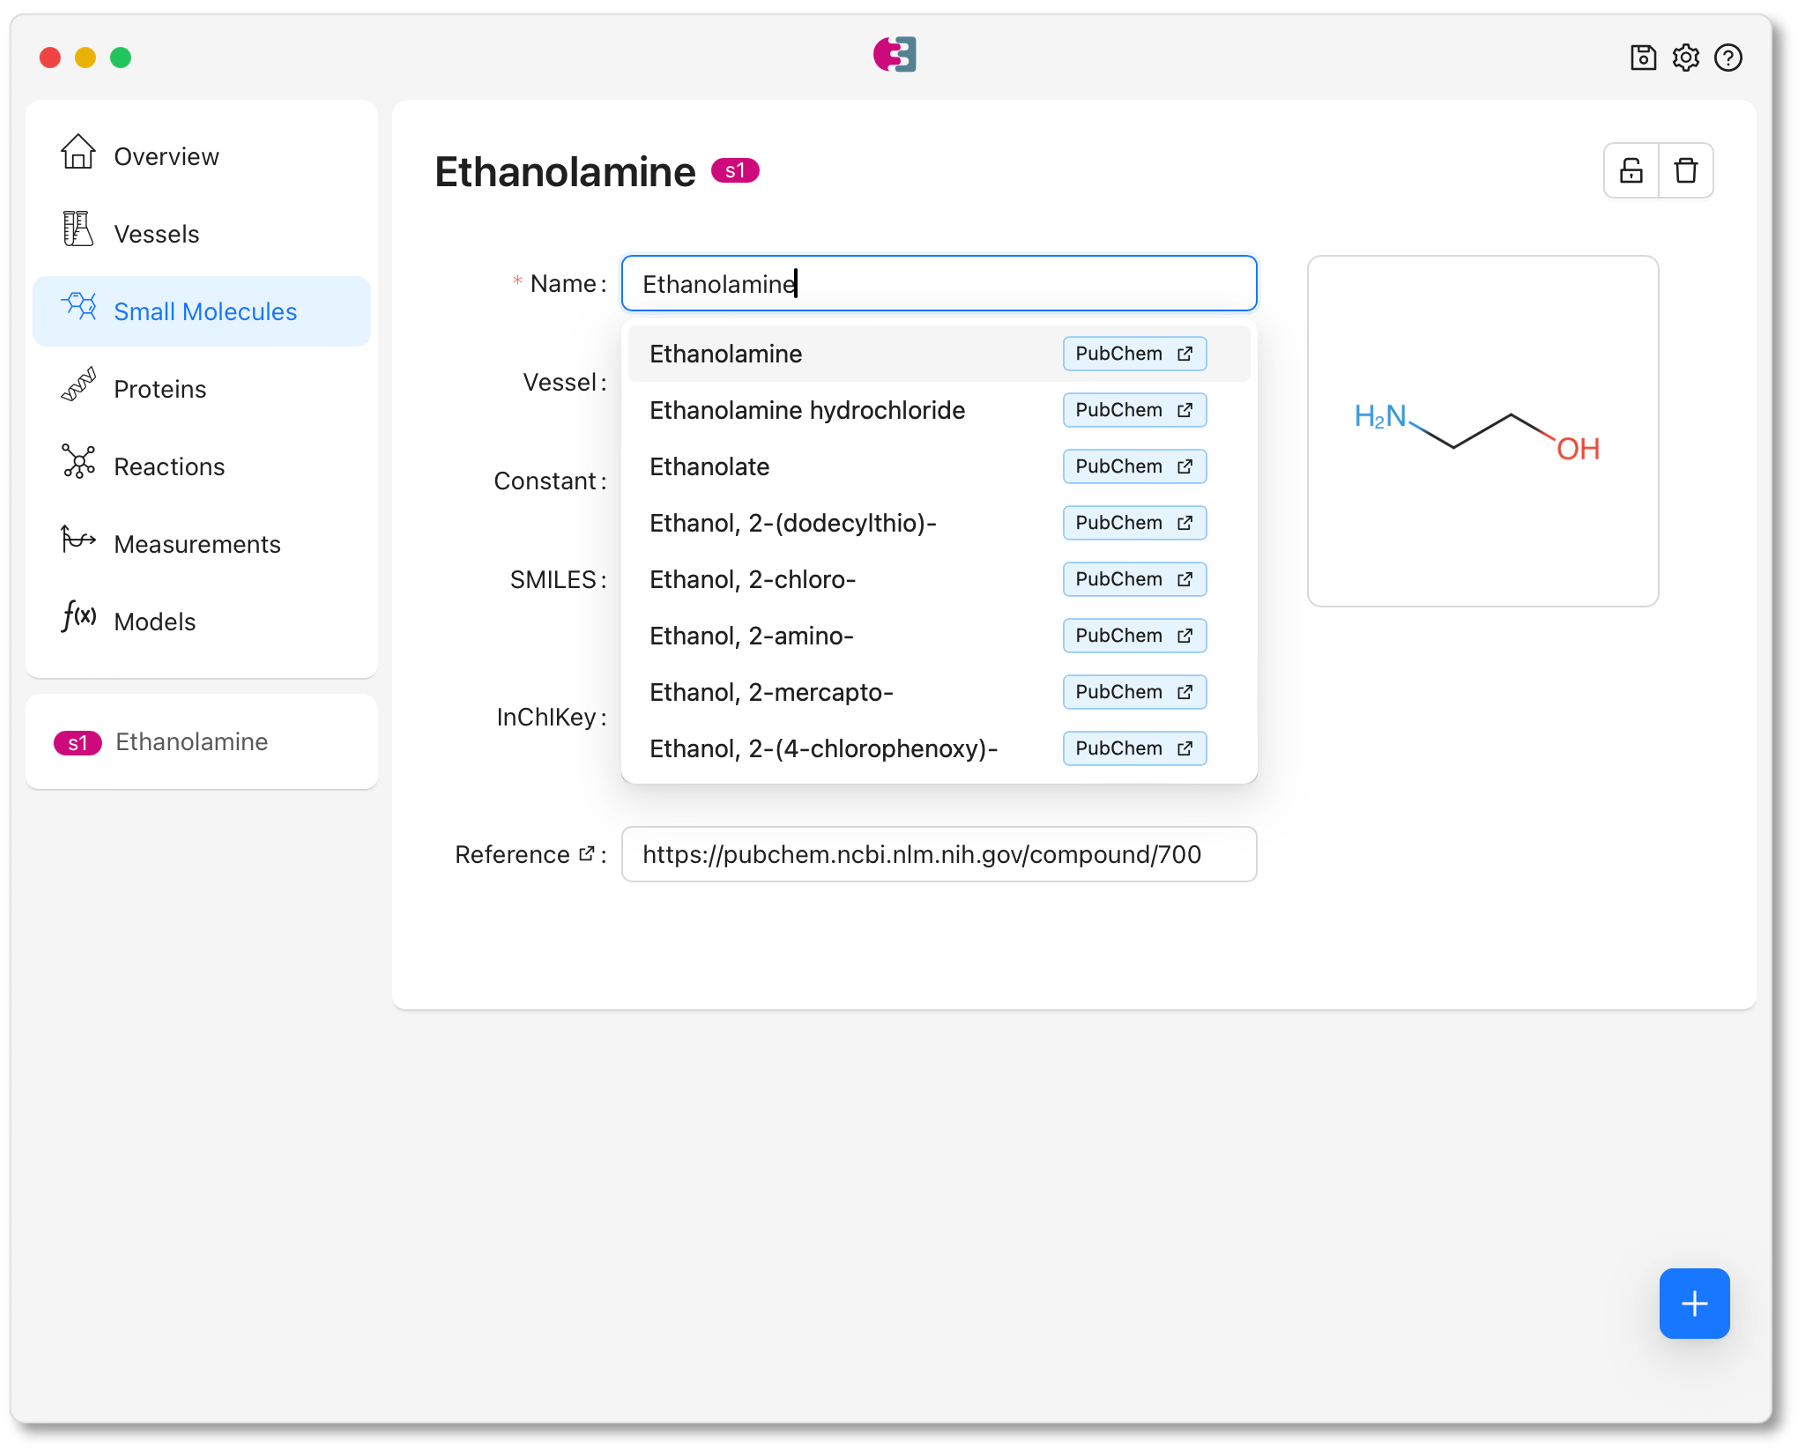 Overview
Vessels
Small Molecules
Proteins
Reactions
Measurements
f(x) Models
s1 Ethanolamine
Ethanolamine s1
* Name: Ethanolamine
Ethanolamine PubChem
Vessel:
Ethanolamine hydrochloride PubChem
Ethanolate PubChem
Constant:
Ethanol, 2-(dodecylthio)- PubChem
SMILES:
Ethanol, 2-chloro- PubChem
Ethanol, 2-amino- PubChem
Ethanol, 2-mercapto- PubChem
InChIKey:
Ethanol, 2-(4-chlorophenoxy)- PubChem
Reference : https://pubchem.ncbi.nlm.nih.gov/compound/700
H₂N
OH